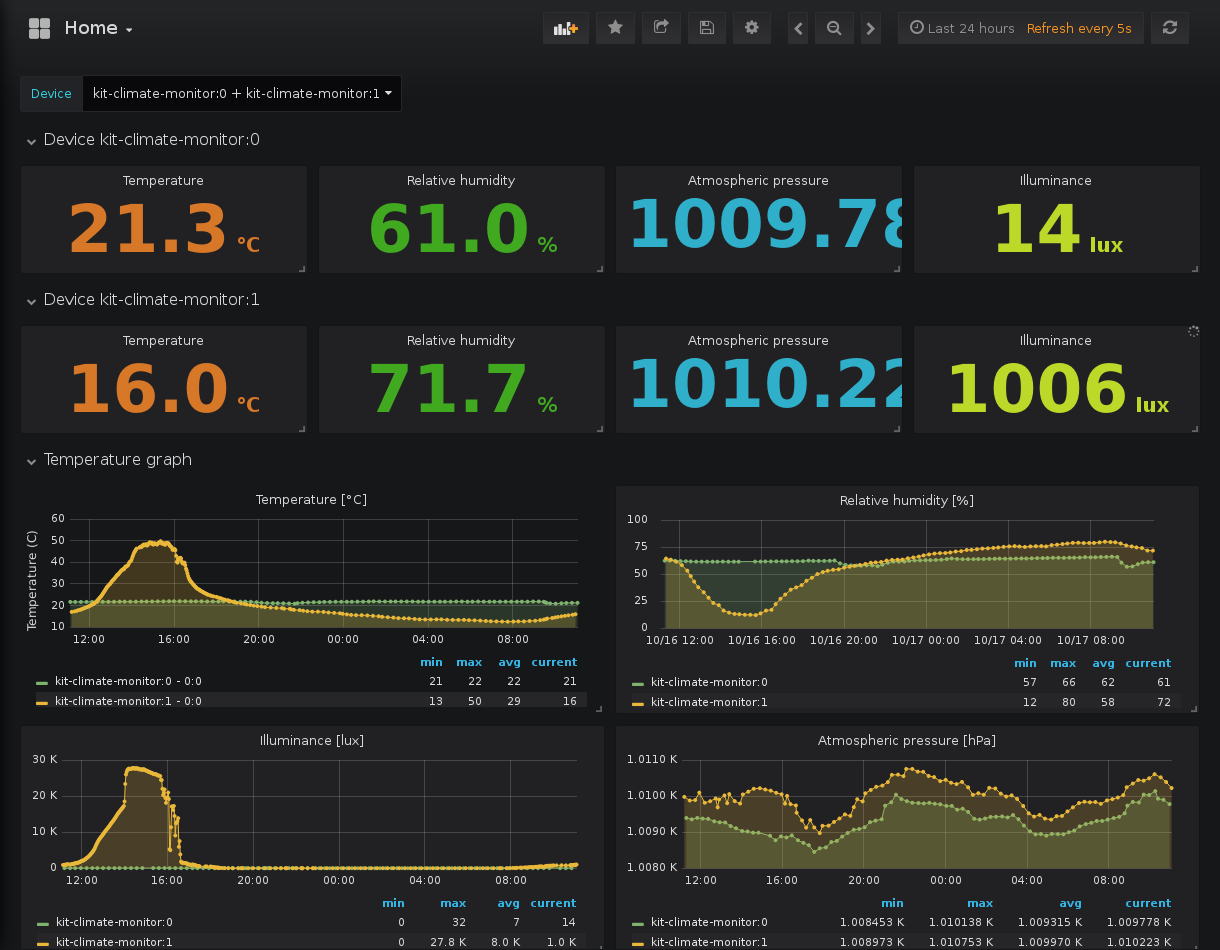 Home
Last 24 hours Refresh every 5s
Device kit-climate-monitor:0 + kit-climate-monitor:1
Device kit-climate-monitor:0
Temperature Relative humidity Atmospheric pressure Illuminance
21.3 °C 61.0 % 1009.78 14 lux
Device kit-climate-monitor:1
Temperature Relative humidity Atmospheric pressure Illuminance
16.0 °C 71.7 % 1010.22 1006 lux
Temperature graph
Temperature [°C]
Temperature (C)
60
50
40
30
20
10
12:00 16:00 20:00 00:00 04:00 08:00
min max avg current
kit-climate-monitor:0 - 0:0 21 22 22 21
kit-climate-monitor:1 - 0:0 13 50 29 16
Relative humidity [%]
100
75
50
25
0
10/16 12:00 10/16 16:00 10/16 20:00 10/17 00:00 10/17 04:00 10/17 08:00
min max avg current
kit-climate-monitor:0 57 66 62 61
kit-climate-monitor:1 12 80 58 72
Illuminance [lux]
30 K
20 K
10 K
0
12:00 16:00 20:00 00:00 04:00 08:00
min max avg current
kit-climate-monitor:0 0 32 7 14
kit-climate-monitor:1 0 27.8 K 8.0 K 1.0 K
Atmospheric pressure [hPa]
1.0110 K
1.0100 K
1.0090 K
1.0080 K
12:00 16:00 20:00 00:00 04:00 08:00
min max avg current
kit-climate-monitor:0 1.008453 K 1.010138 K 1.009315 K 1.009778 K
kit-climate-monitor:1 1.008973 K 1.010753 K 1.009970 K 1.010223 K